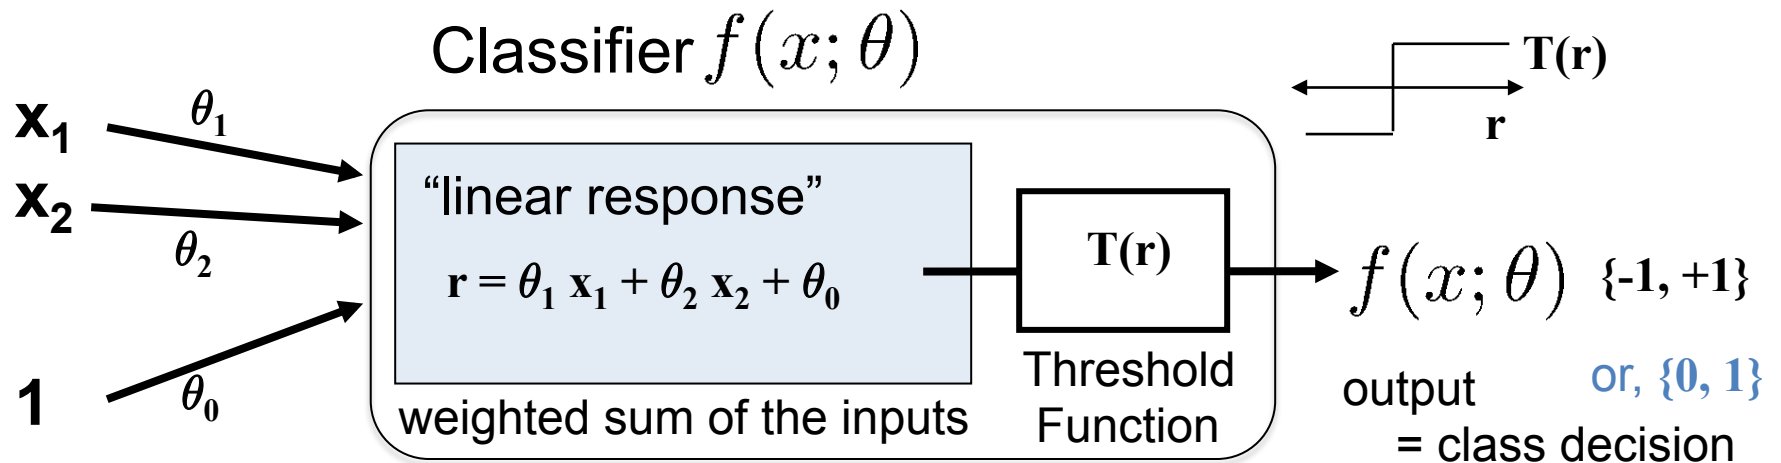 Classifier f(x; θ)
T(r)
r
x₁
θ₁
x₂
θ₂
1
θ₀
“linear response”
r = θ₁ x₁ + θ₂ x₂ + θ₀
weighted sum of the inputs
T(r)
Threshold
Function
f(x; θ) {-1, +1}
or, {0, 1}
output
= class decision